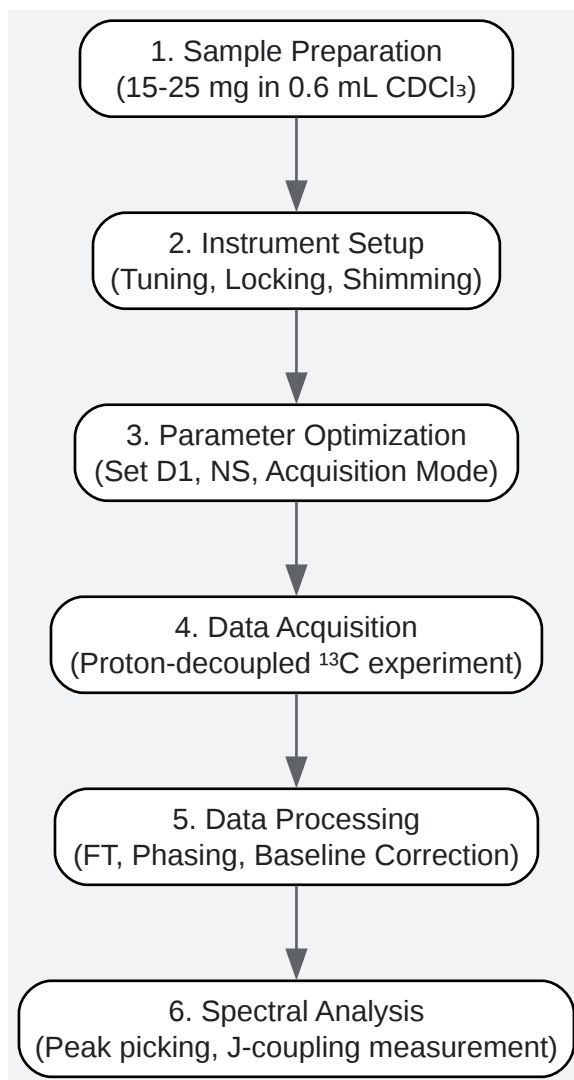 1. Sample Preparation
(15-25 mg in 0.6 mL CDCl₃)
2. Instrument Setup
(Tuning, Locking, Shimming)
3. Parameter Optimization
(Set D1, NS, Acquisition Mode)
4. Data Acquisition
(Proton-decoupled ¹³C experiment)
5. Data Processing
(FT, Phasing, Baseline Correction)
6. Spectral Analysis
(Peak picking, J-coupling measurement)